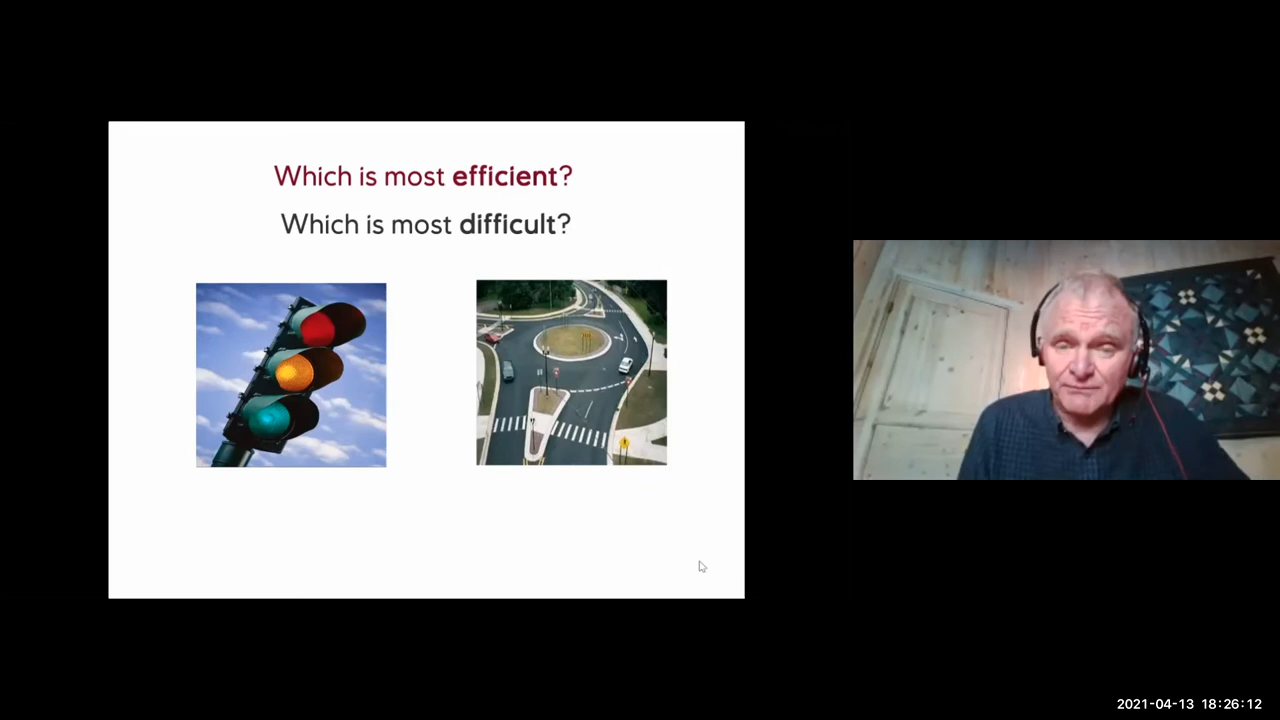 Which is most efficient?
Which is most difficult?
2021-04-13 18:26:12